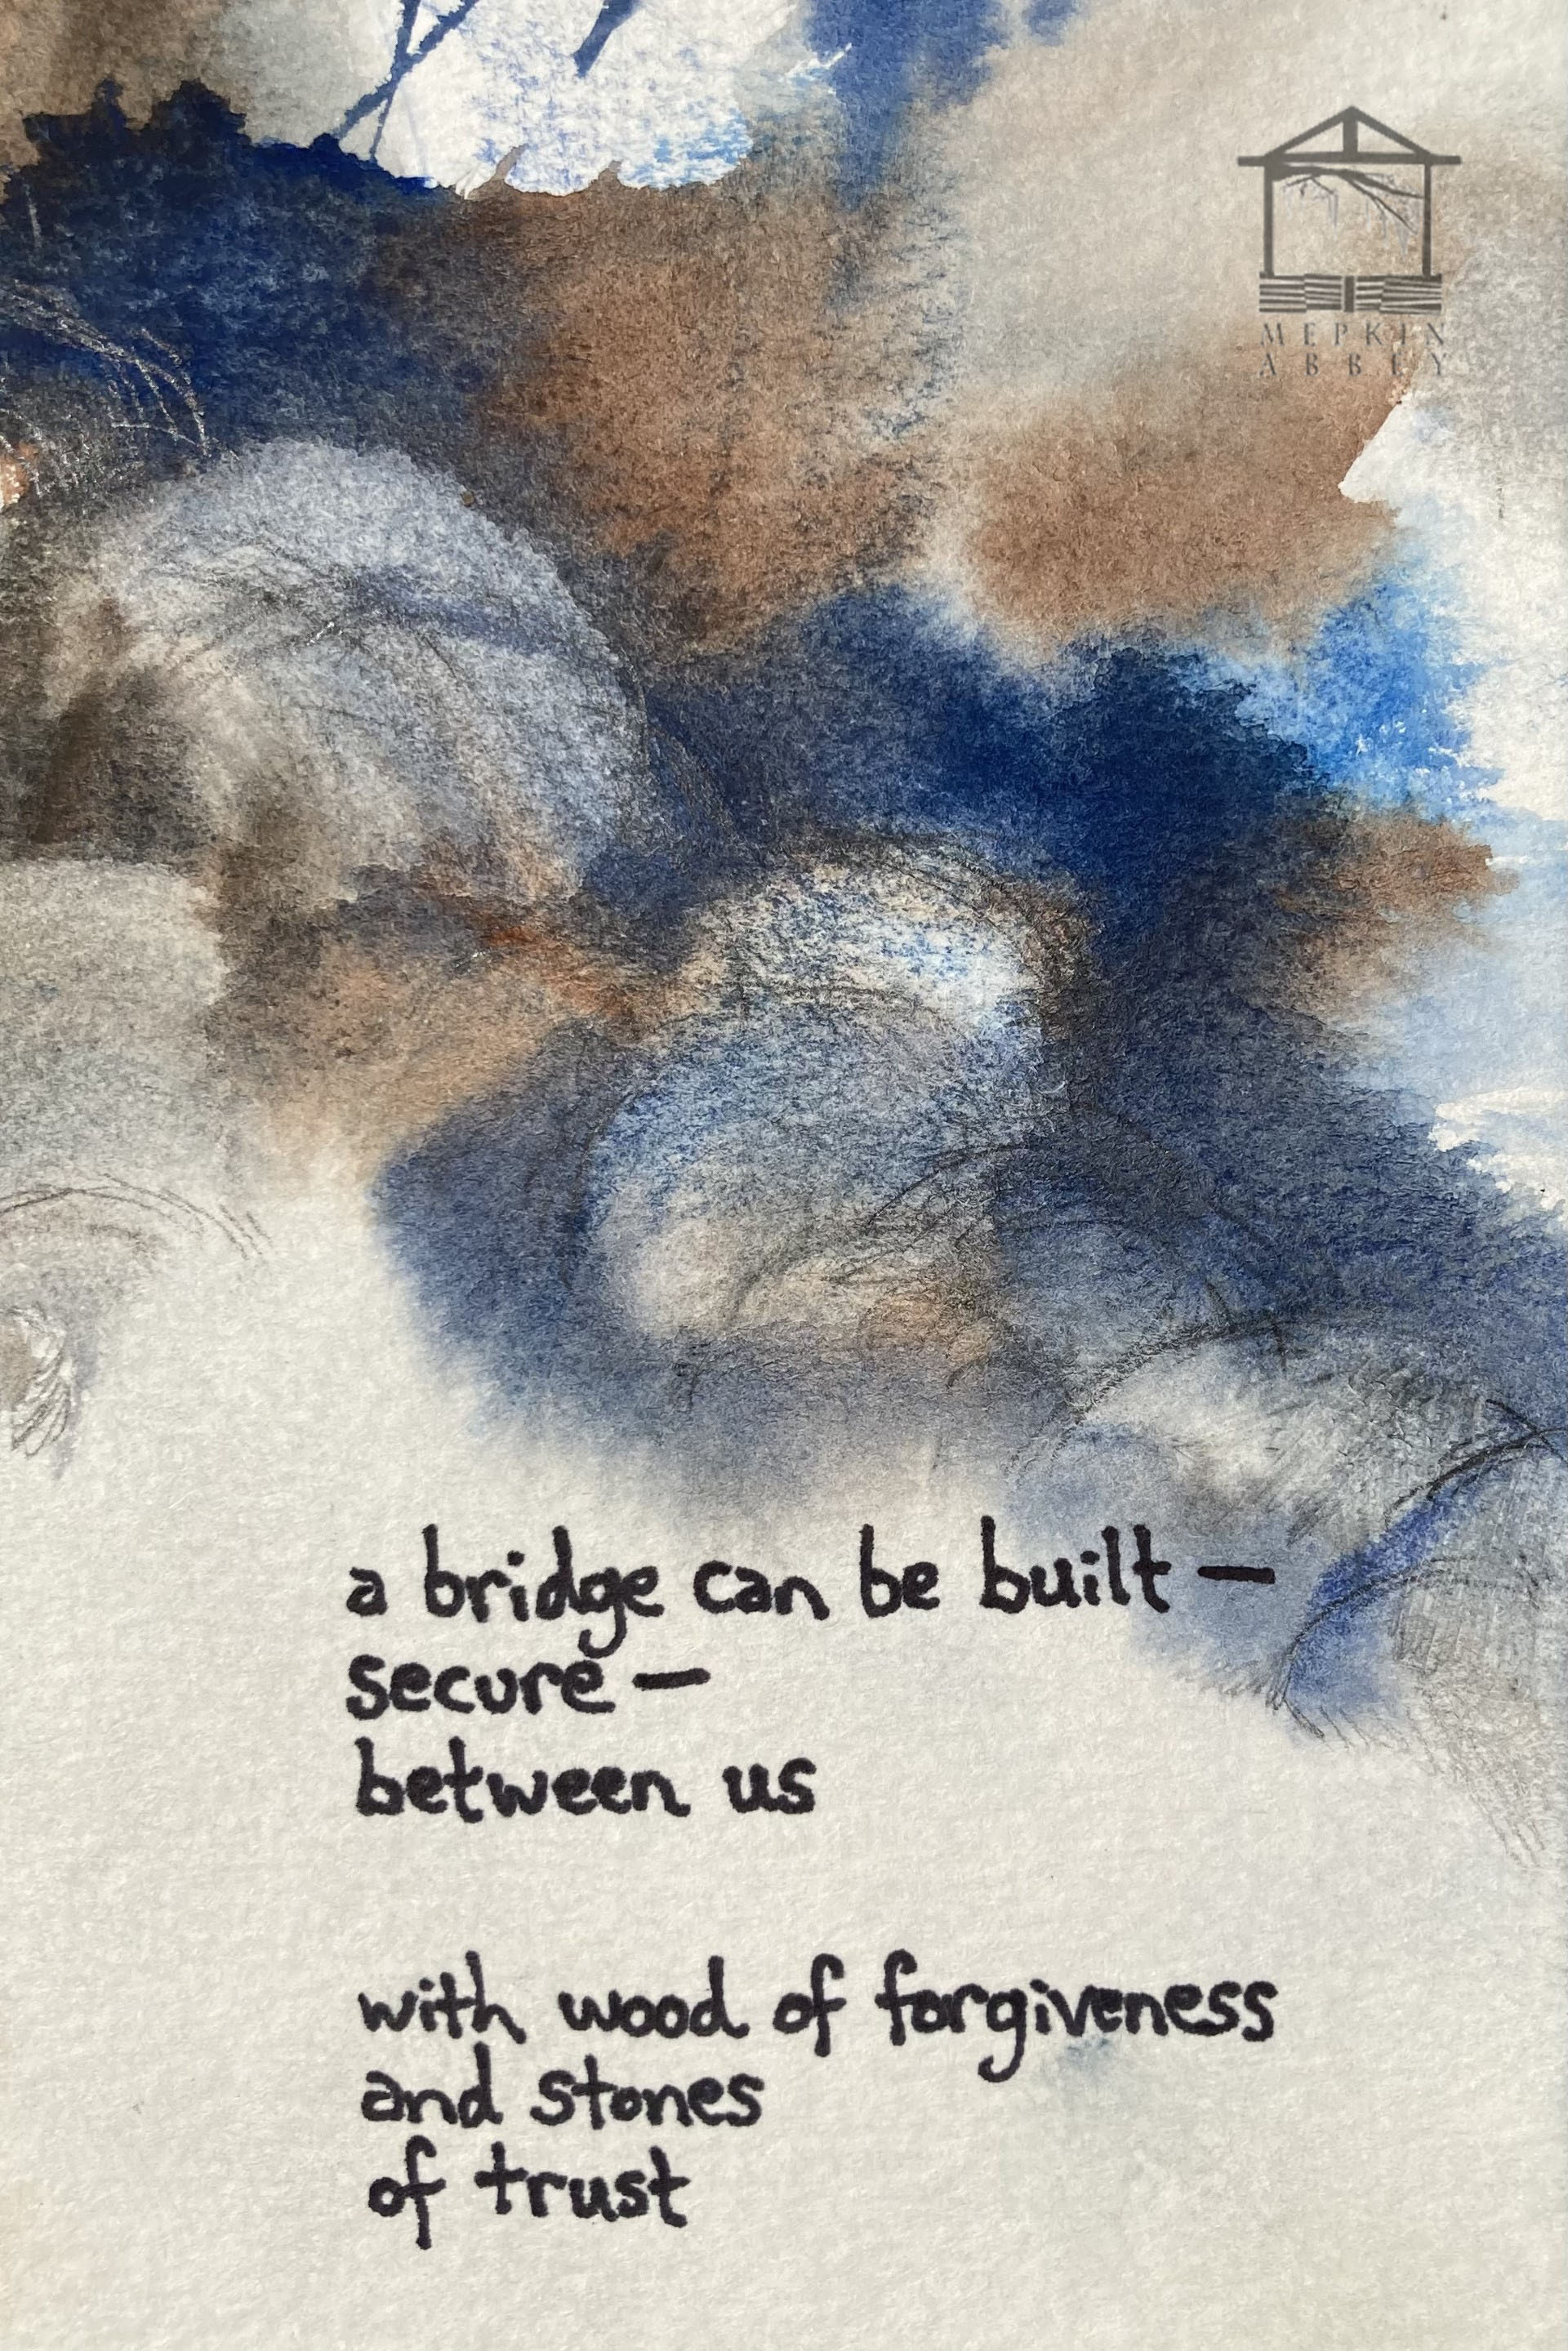 MEPKIN
ABBEY
a bridge can be built —
secure —
between us
with wood of forgiveness
and stones
of trust